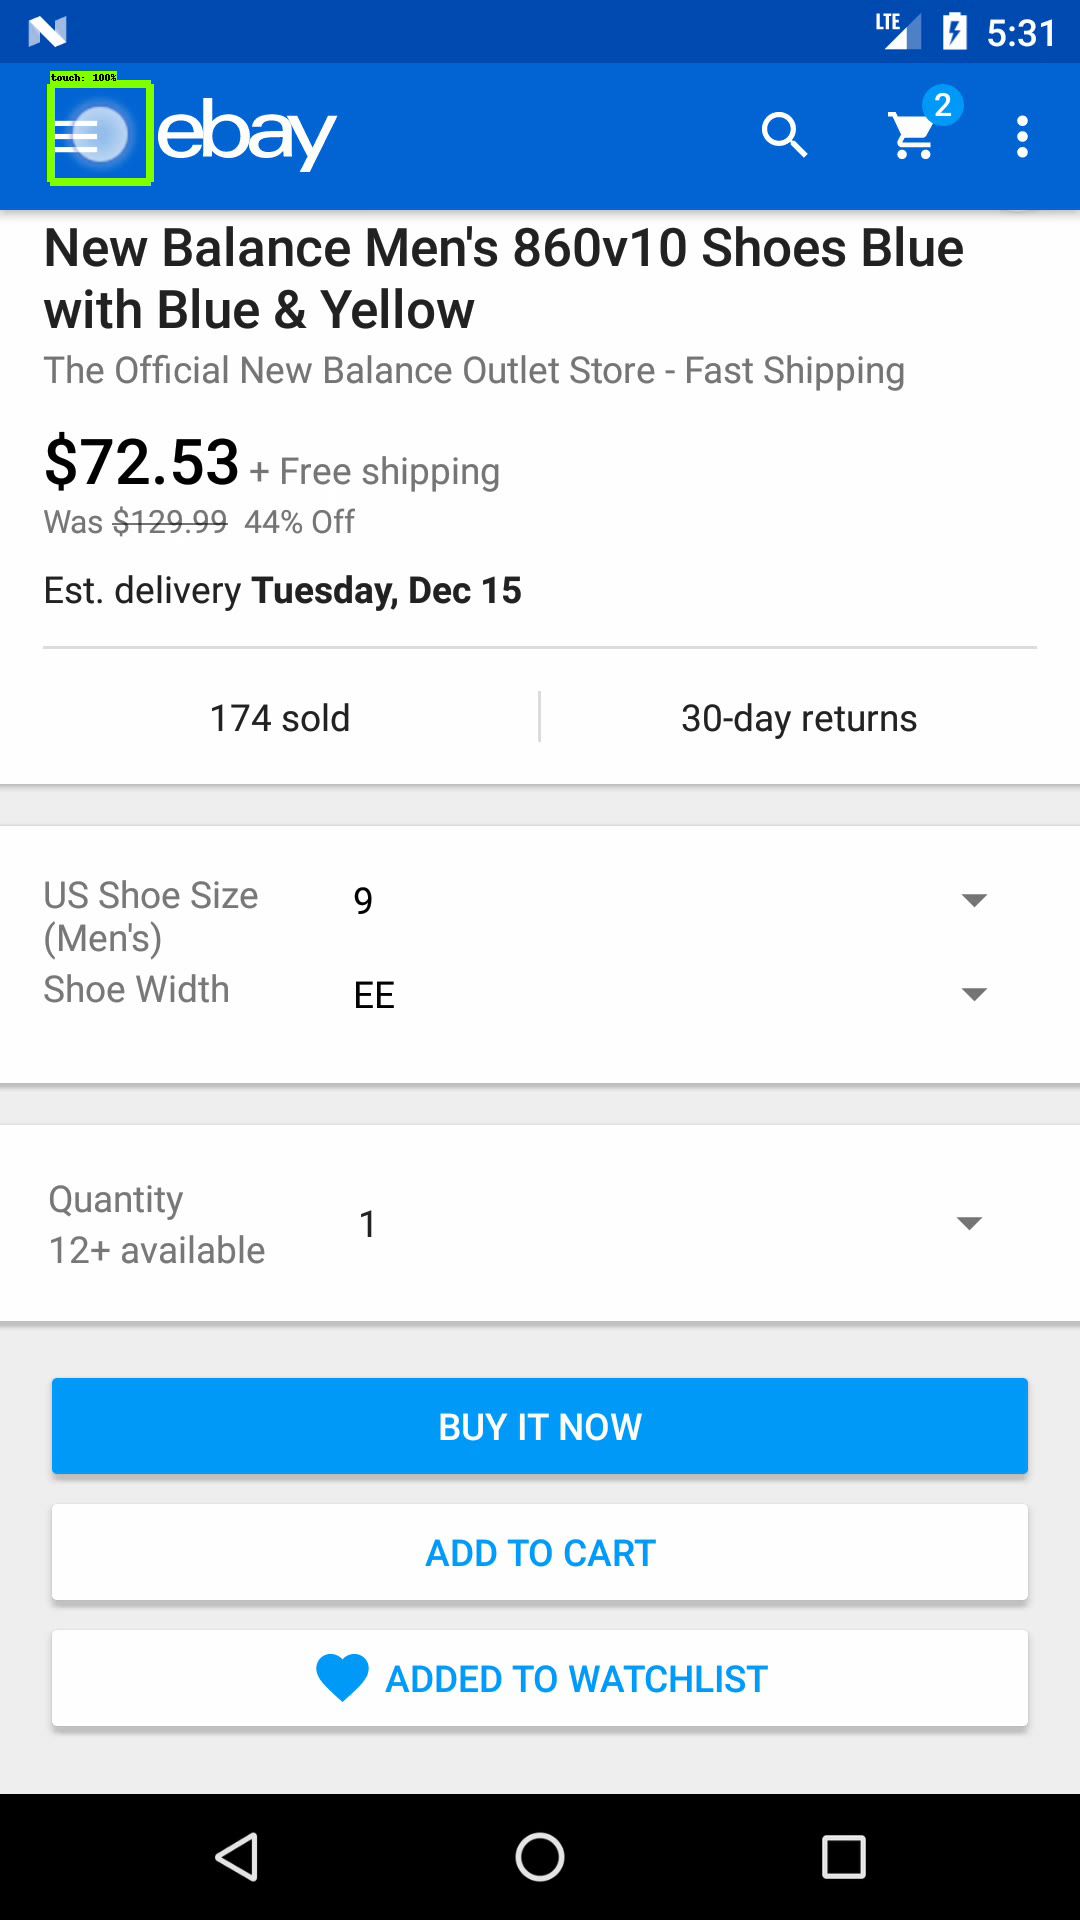 LTE 5:31
touch: 100%
ebay 2
New Balance Men's 860v10 Shoes Blue
with Blue & Yellow
The Official New Balance Outlet Store - Fast Shipping
$72.53 + Free shipping
Was $129.99 44% Off
Est. delivery Tuesday, Dec 15
174 sold 30-day returns
US Shoe Size 9
(Men's)
Shoe Width EE
Quantity 1
12+ available
BUY IT NOW
ADD TO CART
ADDED TO WATCHLIST